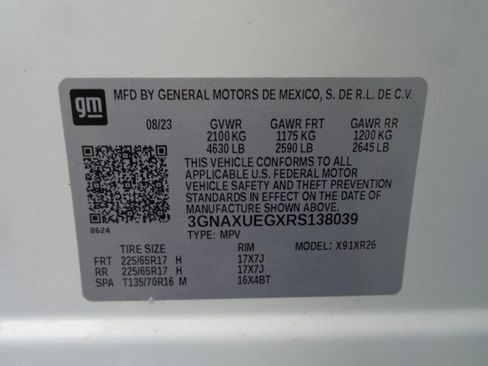 gm
MFD BY GENERAL MOTORS DE MEXICO, S. DE R.L. DE C.V.
08/23 GVWR GAWR FRT GAWR RR
2100 KG 1175 KG 1200 KG
4630 LB 2590 LB 2645 LB
THIS VEHICLE CONFORMS TO ALL
APPLICABLE U.S. FEDERAL MOTOR
VEHICLE SAFETY AND THEFT PREVENTION
STANDARDS IN EFFECT ON THE DATE OF
MANUFACTURE SHOWN ABOVE.
3GNAXUEGXRS138039
8624
TYPE: MPV
TIRE SIZE RIM MODEL: X91XR26
FRT 225/65R17 H 17X7J
RR 225/65R17 H 17X7J
SPA T135/70R16 M 16X4BT